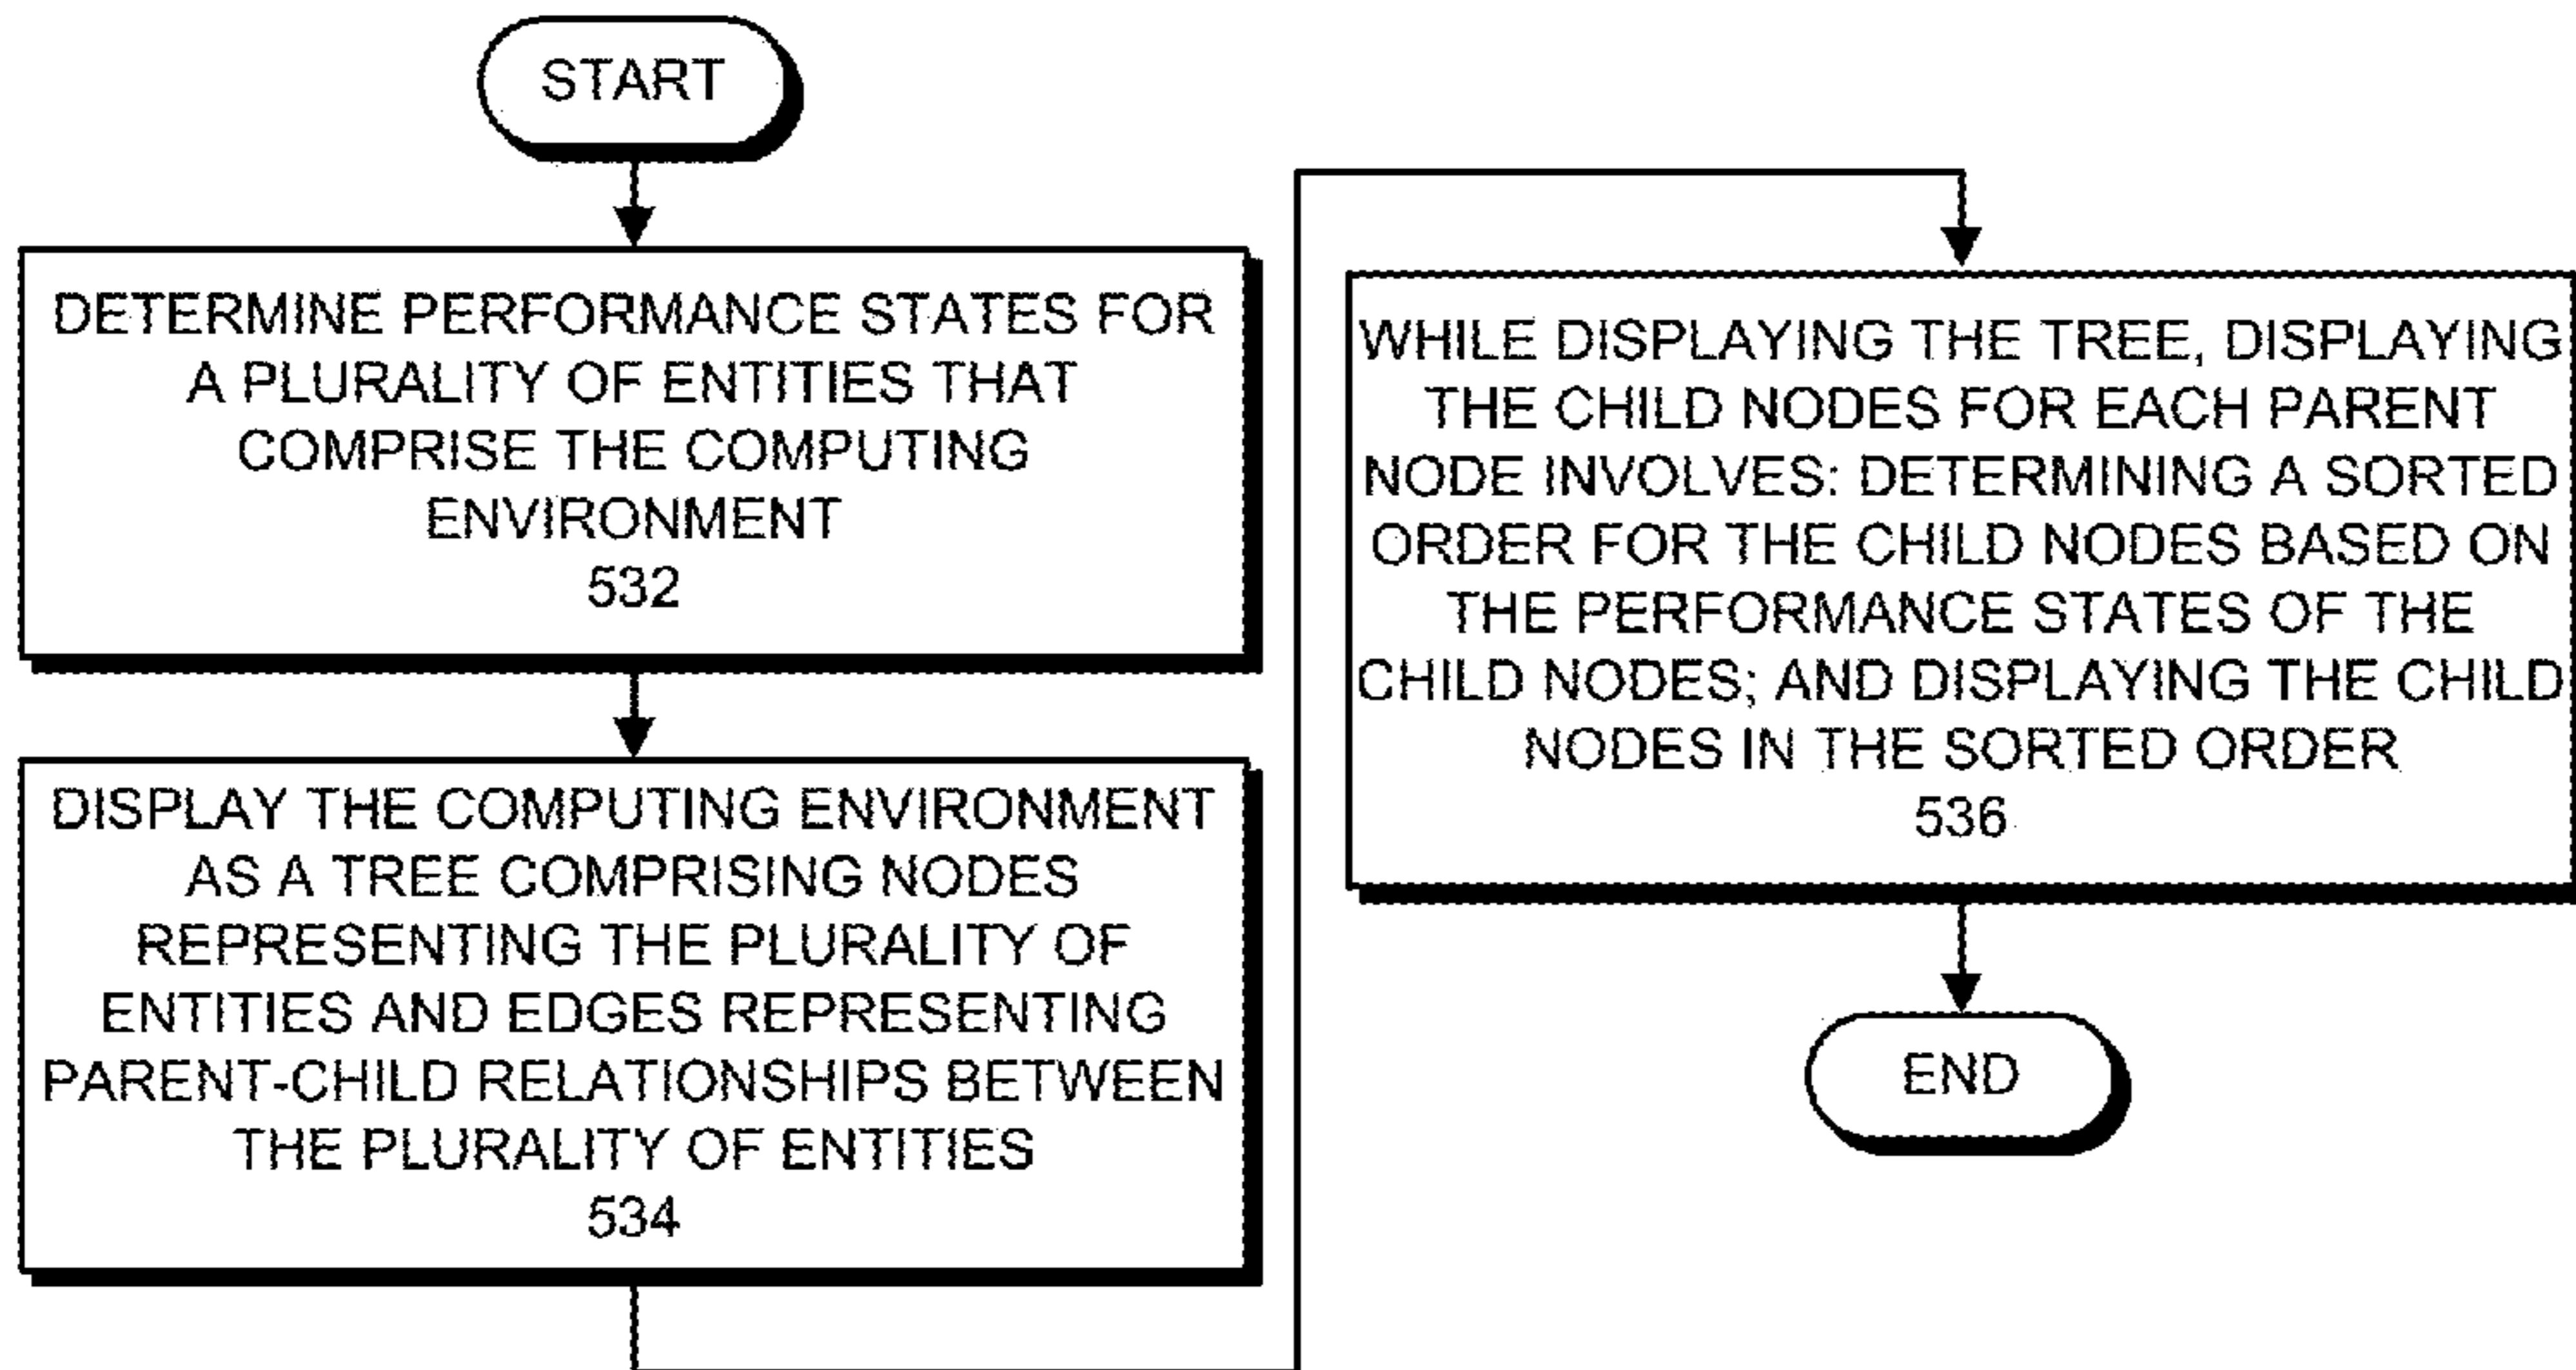 START
DETERMINE PERFORMANCE STATES FOR
A PLURALITY OF ENTITIES THAT
COMPRISE THE COMPUTING
ENVIRONMENT
532
DISPLAY THE COMPUTING ENVIRONMENT
AS A TREE COMPRISING NODES
REPRESENTING THE PLURALITY OF
ENTITIES AND EDGES REPRESENTING
PARENT-CHILD RELATIONSHIPS BETWEEN
THE PLURALITY OF ENTITIES
534
WHILE DISPLAYING THE TREE, DISPLAYING
THE CHILD NODES FOR EACH PARENT
NODE INVOLVES: DETERMINING A SORTED
ORDER FOR THE CHILD NODES BASED ON
THE PERFORMANCE STATES OF THE
CHILD NODES; AND DISPLAYING THE CHILD
NODES IN THE SORTED ORDER
536
END